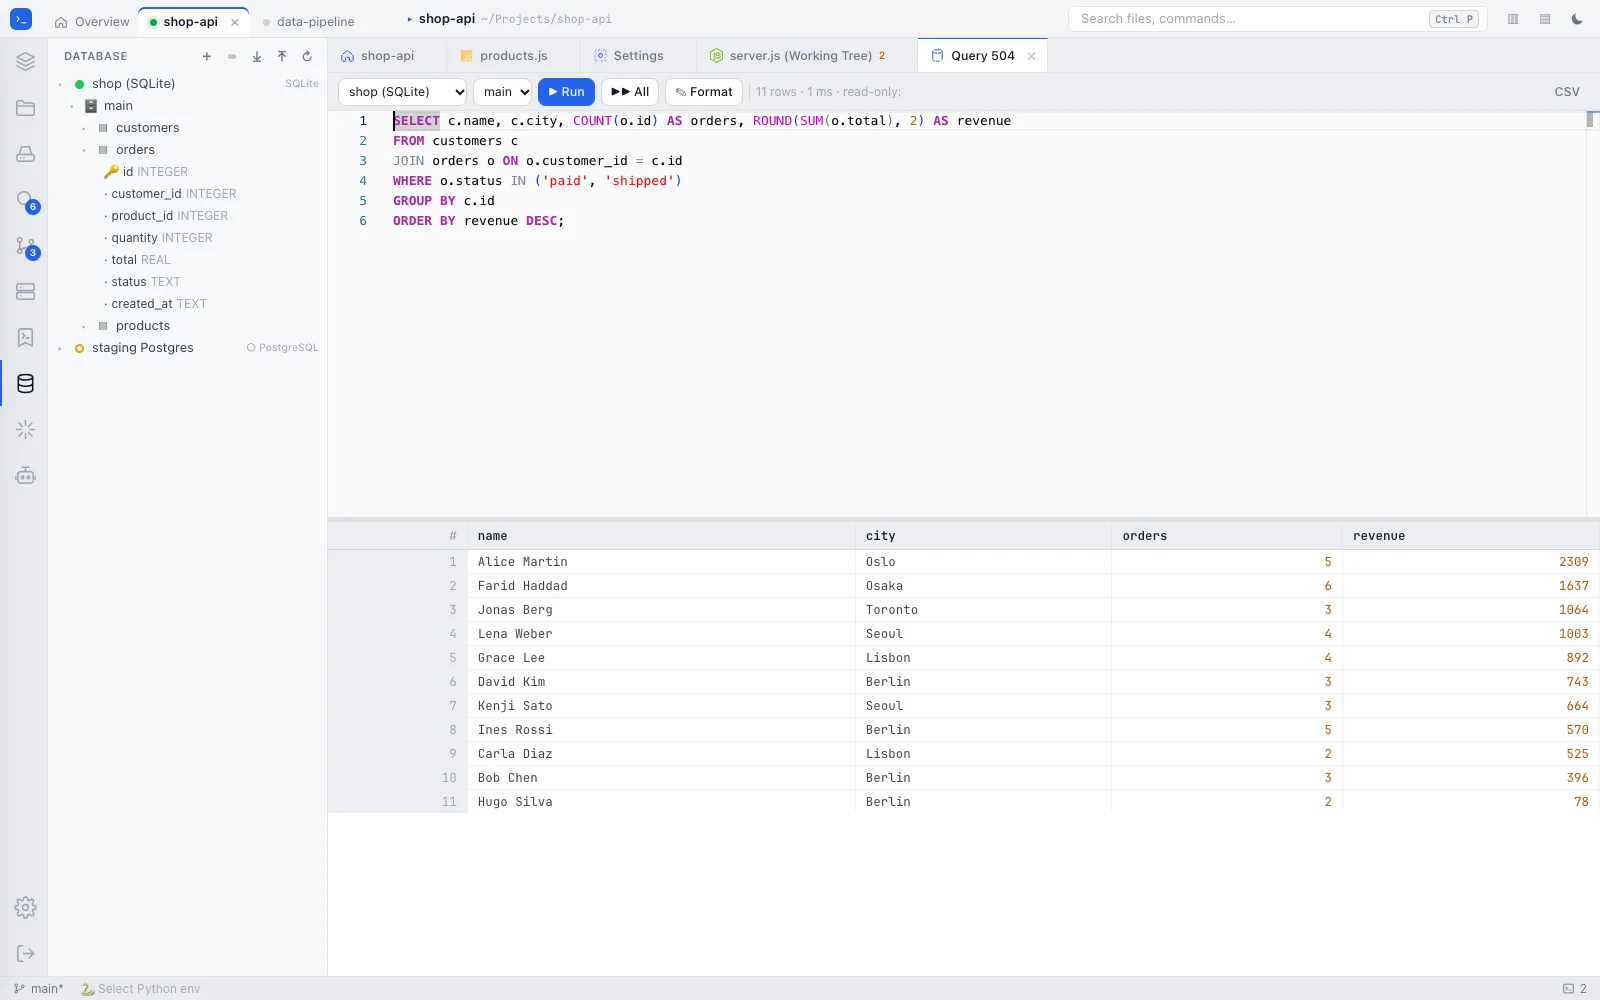 Overview
shop-api
data-pipeline
shop-api ~/Projects/shop-api
Search files, commands... Ctrl P
DATABASE
shop (SQLite) SQLite
main
customers
orders
id INTEGER
customer_id INTEGER
product_id INTEGER
quantity INTEGER
total REAL
status TEXT
created_at TEXT
products
staging Postgres PostgreSQL
6
3
shop-api
products.js
Settings
server.js (Working Tree) 2
Query 504
shop (SQLite) main Run All Format 11 rows · 1 ms · read-only: CSV
1 SELECT c.name, c.city, COUNT(o.id) AS orders, ROUND(SUM(o.total), 2) AS revenue
2 FROM customers c
3 JOIN orders o ON o.customer_id = c.id
4 WHERE o.status IN ('paid', 'shipped')
5 GROUP BY c.id
6 ORDER BY revenue DESC;
# name city orders revenue
1 Alice Martin Oslo 5 2309
2 Farid Haddad Osaka 6 1637
3 Jonas Berg Toronto 3 1064
4 Lena Weber Seoul 4 1003
5 Grace Lee Lisbon 4 892
6 David Kim Berlin 3 743
7 Kenji Sato Seoul 3 664
8 Ines Rossi Berlin 5 570
9 Carla Diaz Lisbon 2 525
10 Bob Chen Berlin 3 396
11 Hugo Silva Berlin 2 78
main* Select Python env 2